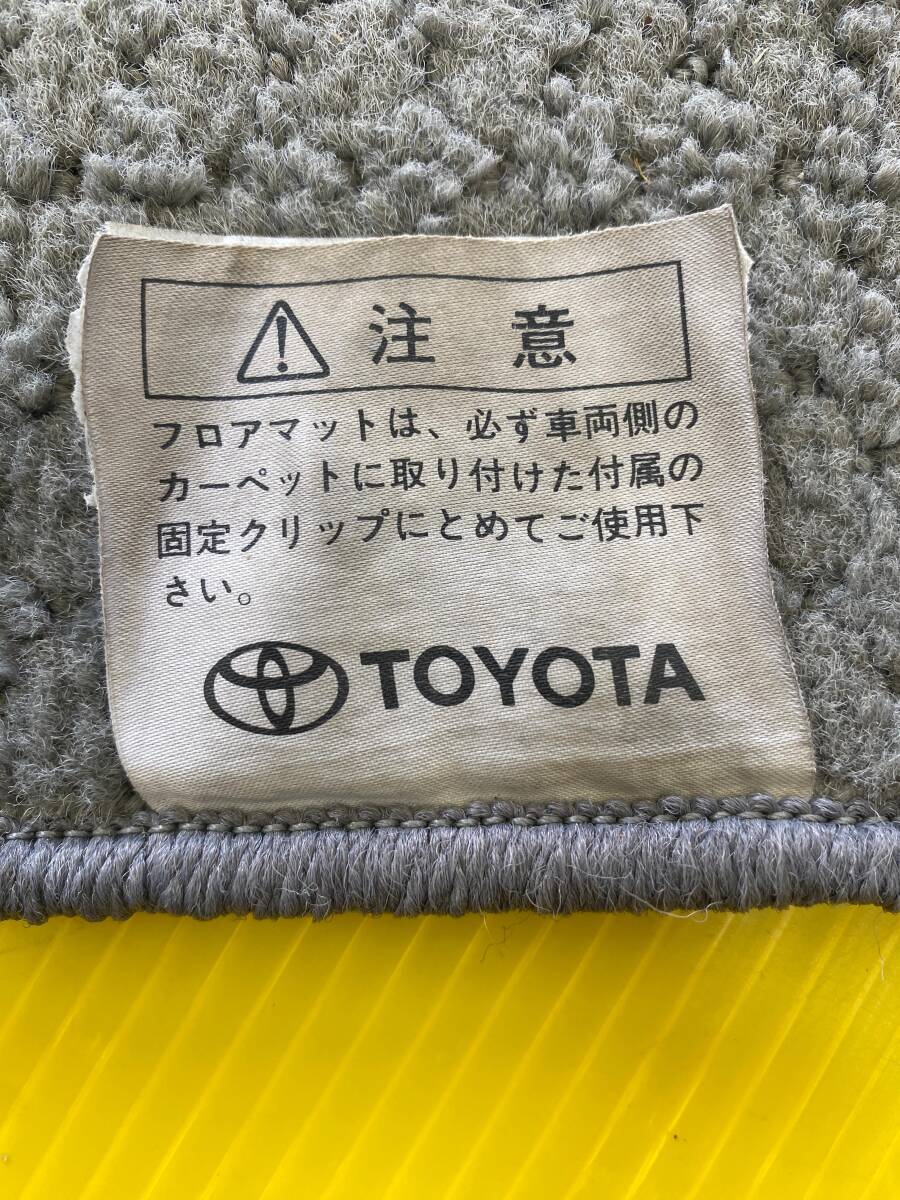 注意
フロアマットは、必ず車両側の
カーペットに取り付けた付属の
固定クリップにとめてご使用下
さい。
TOYOTA